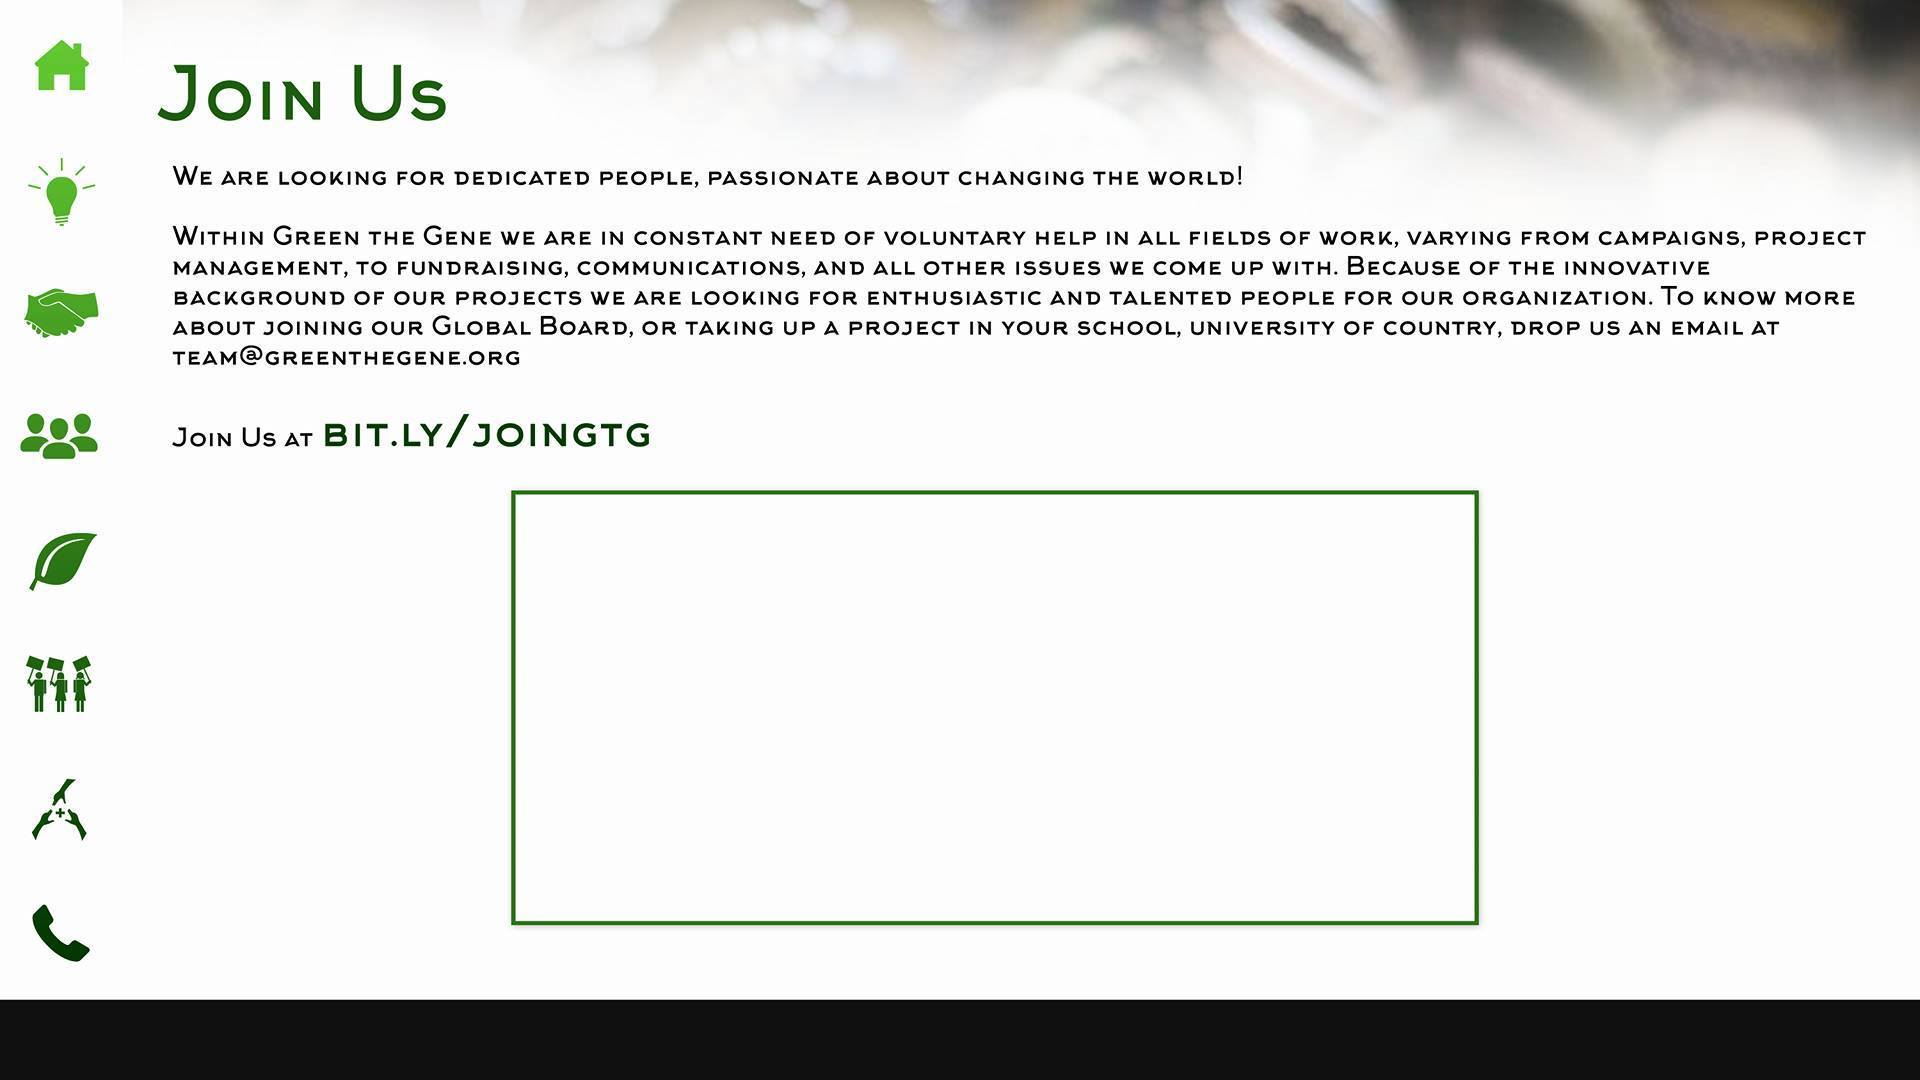 Join Us
We are looking for dedicated people, passionate about changing the world!
Within Green the Gene we are in constant need of voluntary help in all fields of work, varying from campaigns, project
management, to fundraising, communications, and all other issues we come up with. Because of the innovative
background of our projects we are looking for enthusiastic and talented people for our organization. To know more
about joining our Global Board, or taking up a project in your school, university of country, drop us an email at
team@greenthegene.org
Join Us at bit.ly/joingtg